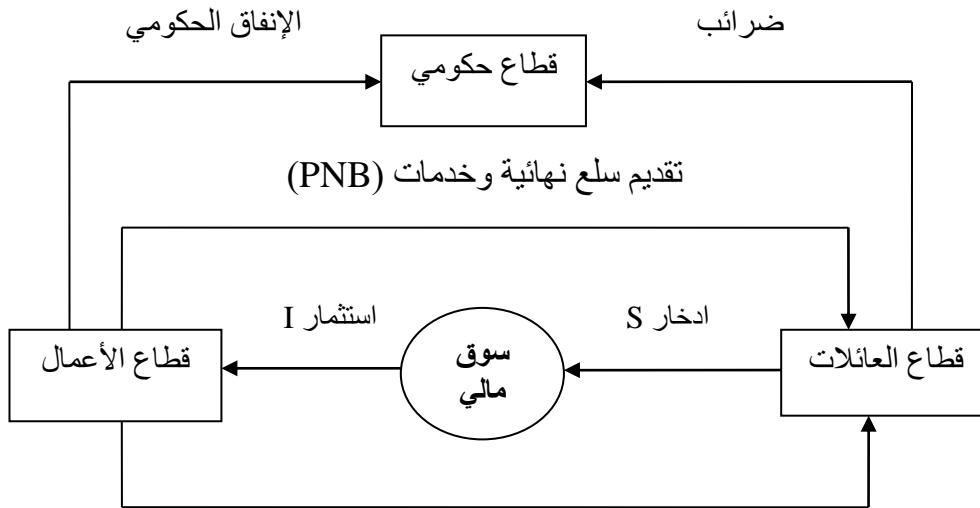 ضرائب
الإنفاق الحكومي
قطاع حكومي
تقديم سلع نهائية وخدمات (PNB)
ادخار S
استثمار I
قطاع العائلات
سوق
مالي
قطاع الأعمال